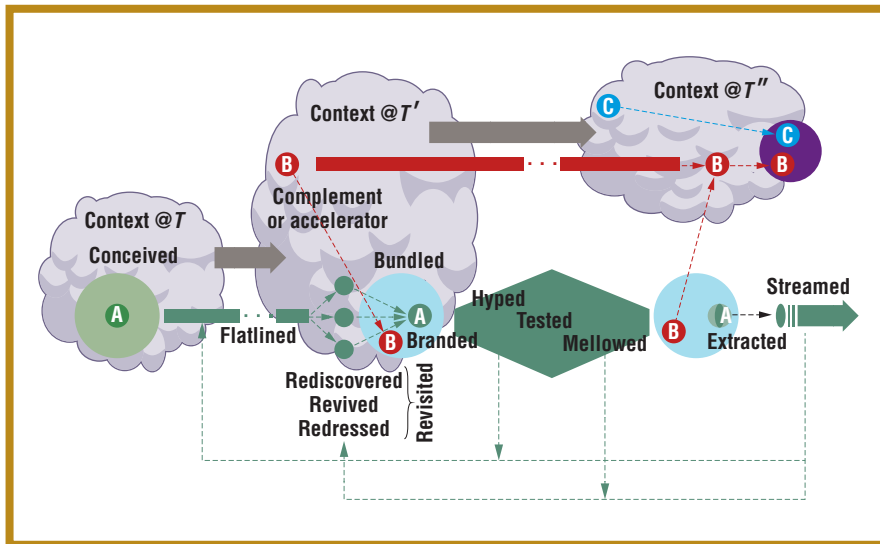 Context @T
Conceived
A
Flatlined
Context @T′
B
Complement
or accelerator
Bundled
A
B
Branded
Rediscovered
Revived
Redressed
Revisited
Hyped
Tested
Mellowed
Context @T″
C
C
B
B
B
A
Extracted
Streamed